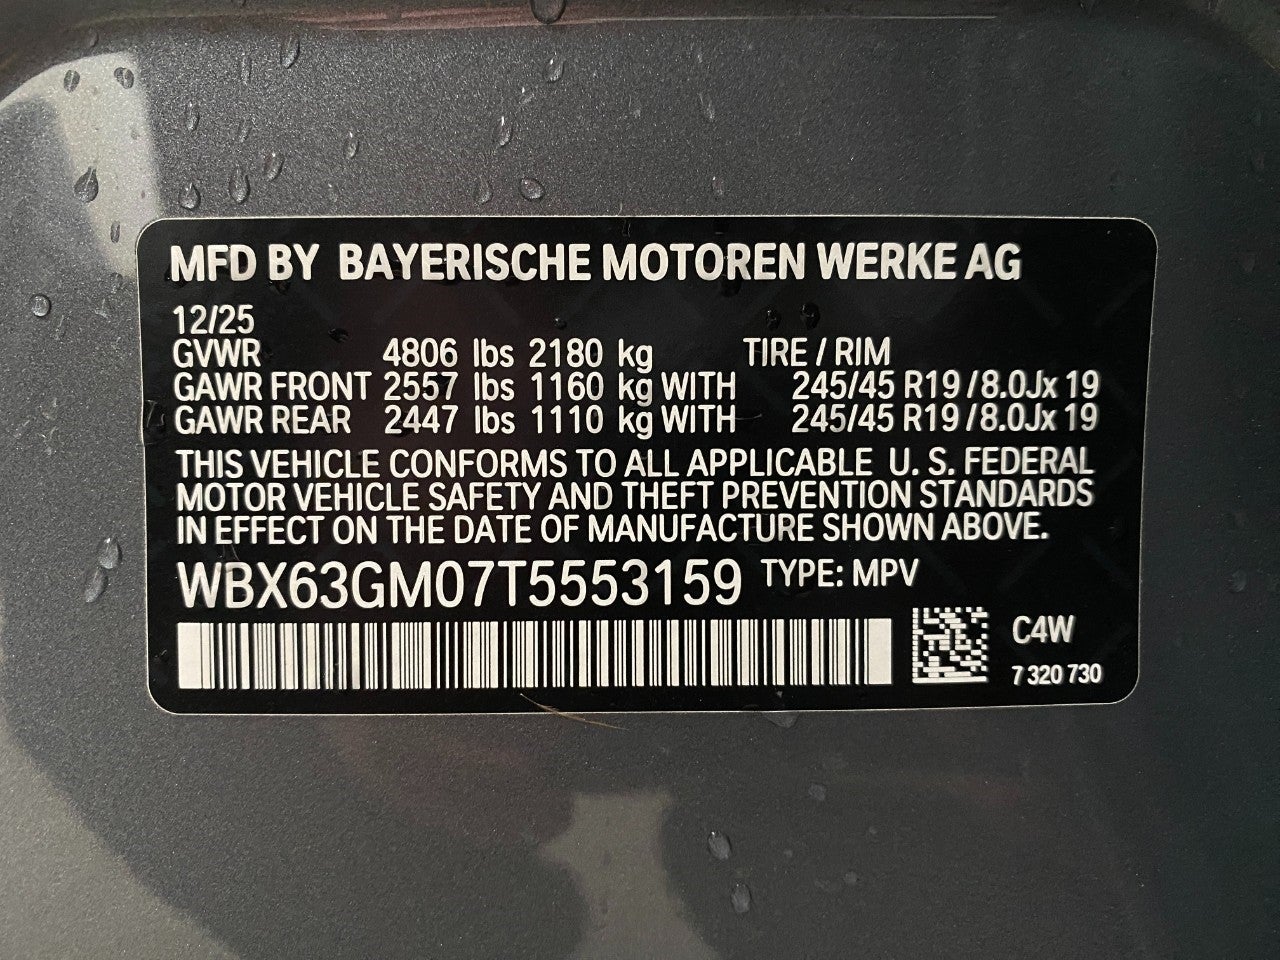 MFD BY BAYERISCHE MOTOREN WERKE AG
12/25
GVWR 4806 lbs 2180 kg TIRE / RIM
GAWR FRONT 2557 lbs 1160 kg WITH 245/45 R19 / 8.0Jx 19
GAWR REAR 2447 lbs 1110 kg WITH 245/45 R19 / 8.0Jx 19
THIS VEHICLE CONFORMS TO ALL APPLICABLE U. S. FEDERAL
MOTOR VEHICLE SAFETY AND THEFT PREVENTION STANDARDS
IN EFFECT ON THE DATE OF MANUFACTURE SHOWN ABOVE.
WBX63GM07T5553159 TYPE: MPV
C4W
7 320 730